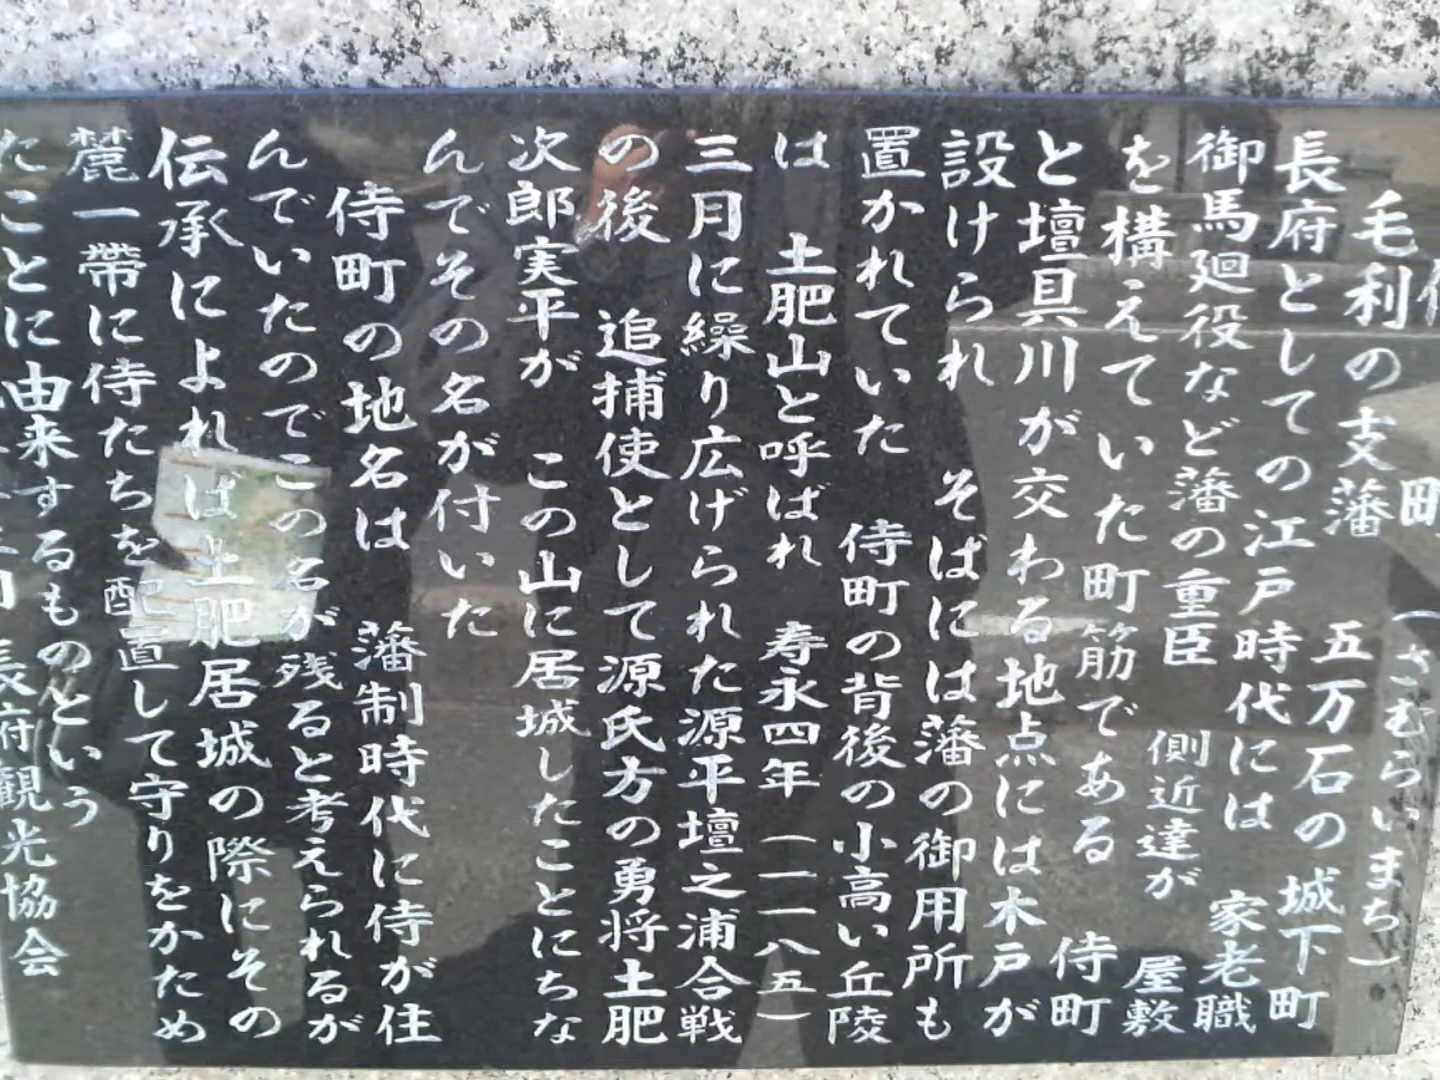 侍町（さむらいまち）
毛利の支藩　五万石の城下町
長府としての江戸時代には　家老職
御馬廻役など藩の重臣　側近達が　屋敷
を構えていた町筋である　侍町
と壇具川が交わる地点には木戸が
設けられ　そばには藩の御用所も
置かれていた　侍町の背後の小高い丘陵
は　土肥山と呼ばれ　寿永四年（一一八五）
三月に繰り広げられた源平壇之浦合戦
の後　追捕使として源氏方の勇将土肥
次郎実平が　この山に居城したことにちな
んでその名が付いた
侍町の地名は　藩制時代に侍が住
んでいたのでこの名が残ると考えられるが
伝承によれば土肥居城の際にその
麓一帯に侍たちを配置して守りをかため
たことに由来するものという
長府観光協会